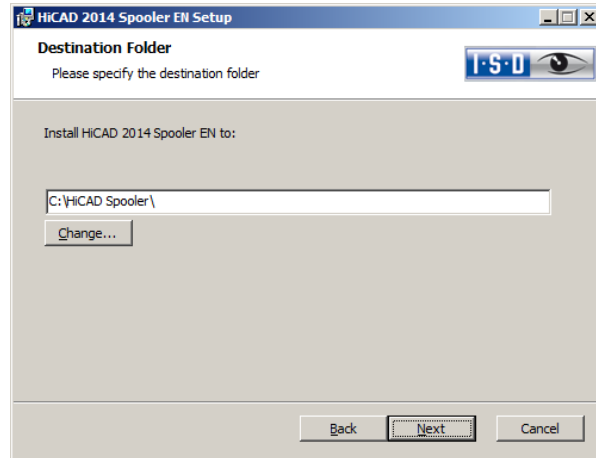 HiCAD 2014 Spooler EN Setup
Destination Folder
Please specify the destination folder
I·S·D
Install HiCAD 2014 Spooler EN to:
C:\HiCAD Spooler\
Change...
Back
Next
Cancel